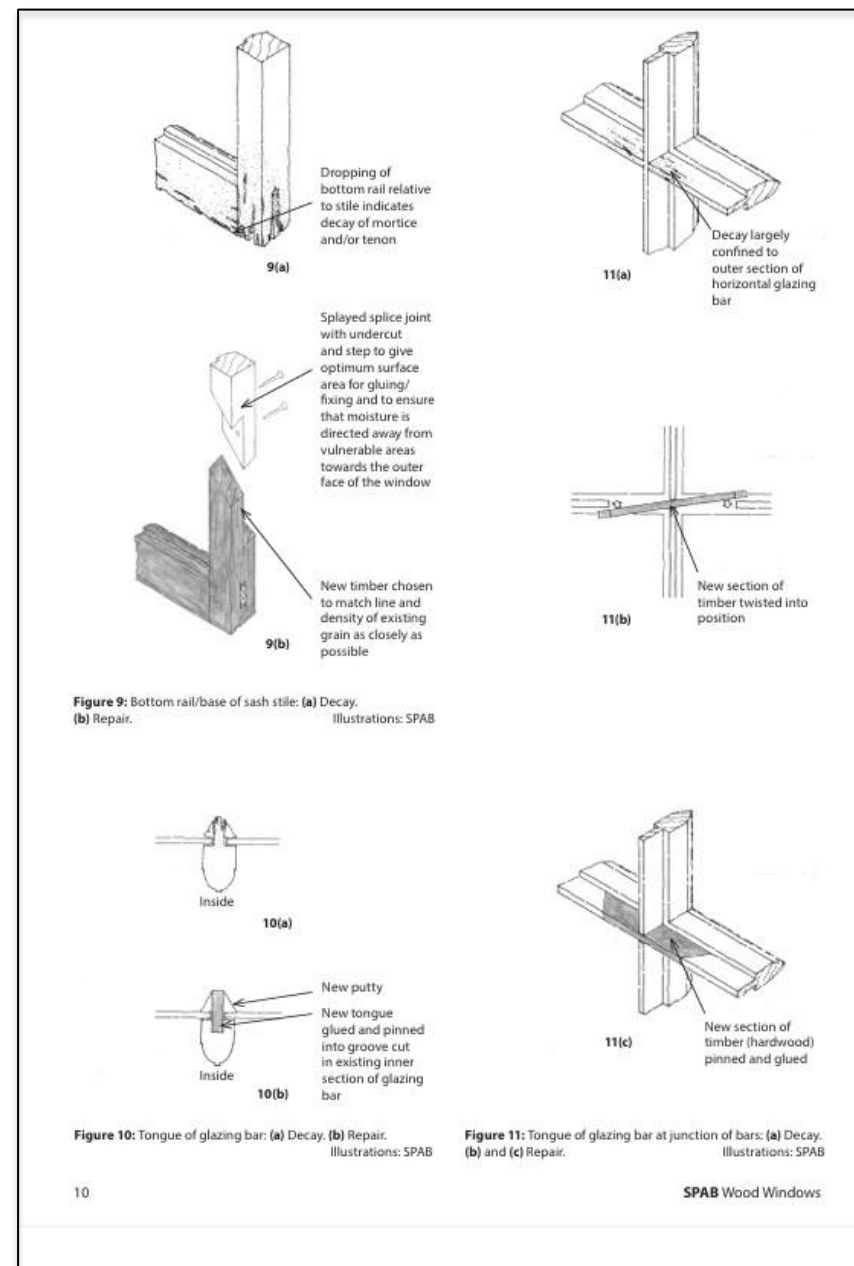 Dropping of
bottom rail relative
to stile indicates
decay of mortice
and/or tenon
9(a)
Splayed splice joint
with undercut
and step to give
optimum surface
area for gluing/
fixing and to ensure
that moisture is
directed away from
vulnerable areas
towards the outer
face of the window
New timber chosen
to match line and
density of existing
grain as closely as
possible
9(b)
Figure 9: Bottom rail/base of sash stile: (a) Decay.
(b) Repair. Illustrations: SPAB
Inside
10(a)
New putty
New tongue
glued and pinned
into groove cut
in existing inner
section of glazing
bar
Inside
10(b)
Figure 10: Tongue of glazing bar: (a) Decay. (b) Repair.
Illustrations: SPAB
Decay largely
confined to
outer section of
horizontal glazing
bar
11(a)
New section of
timber twisted into
position
11(b)
New section of
timber (hardwood)
pinned and glued
11(c)
Figure 11: Tongue of glazing bar at junction of bars: (a) Decay.
(b) and (c) Repair. Illustrations: SPAB
10 SPAB Wood Windows